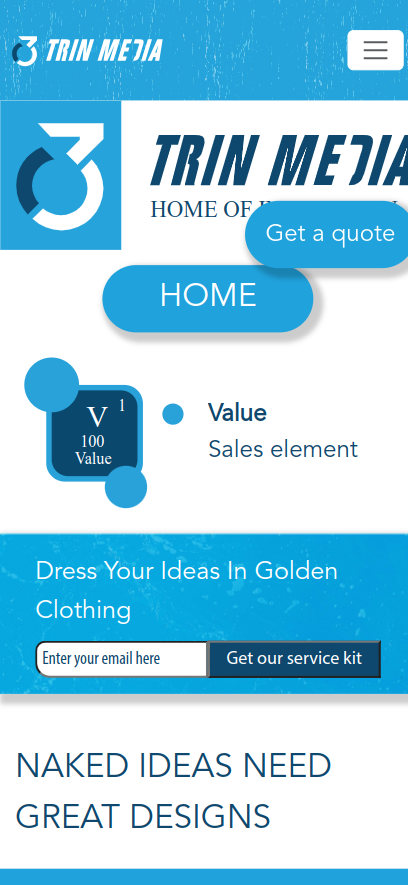 TRIN MEDIA
TRIN MEDIA
HOME OF
Get a quote
HOME
V 1
100
Value
Value
Sales element
Dress Your Ideas In Golden
Clothing
Enter your email here
Get our service kit
NAKED IDEAS NEED
GREAT DESIGNS